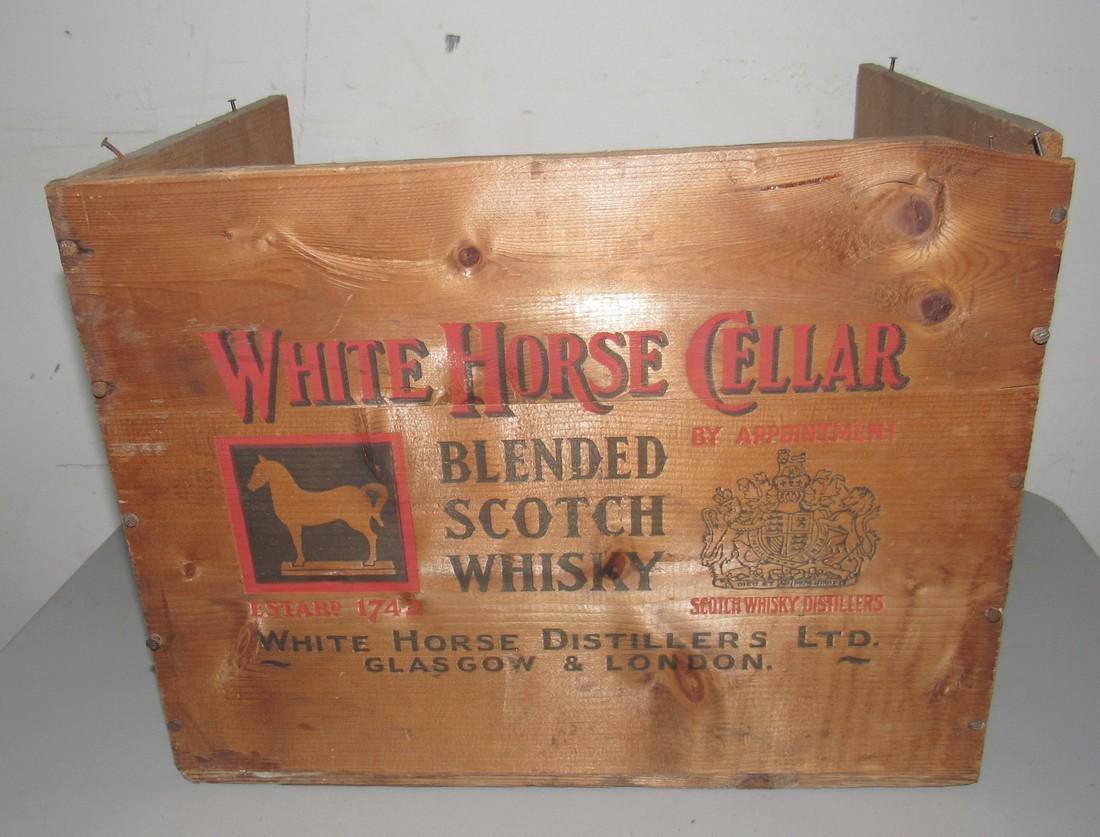 WHITE HORSE CELLAR
BY APPOINTMENT
BLENDED
SCOTCH
WHISKY
ESTABD 1742
SCOTCH WHISKY DISTILLERS
WHITE HORSE DISTILLERS LTD.
GLASGOW & LONDON.